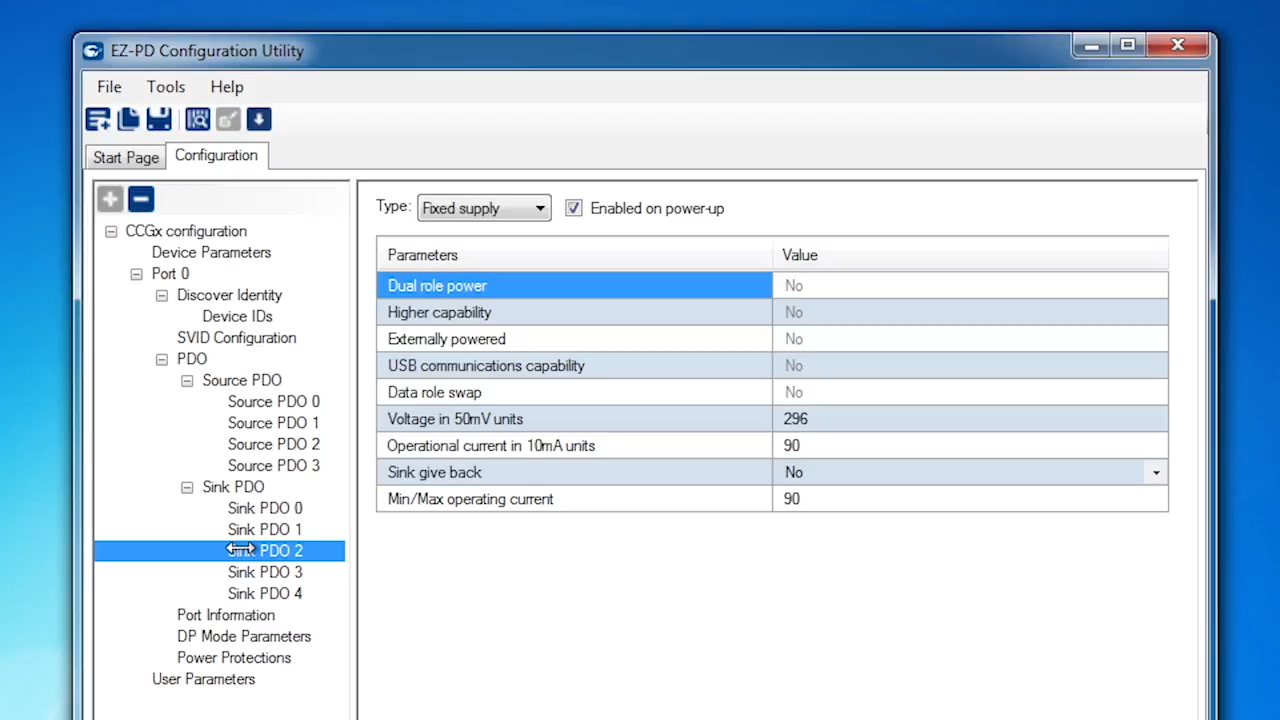 EZ-PD Configuration Utility
File Tools Help
Start Page Configuration
CCGx configuration
Device Parameters
Port 0
Discover Identity
Device IDs
SVID Configuration
PDO
Source PDO
Source PDO 0
Source PDO 1
Source PDO 2
Source PDO 3
Sink PDO
Sink PDO 0
Sink PDO 1
Sink PDO 2
Sink PDO 3
Sink PDO 4
Port Information
DP Mode Parameters
Power Protections
User Parameters
Type: Fixed supply Enabled on power-up
Parameters Value
Dual role power No
Higher capability No
Externally powered No
USB communications capability No
Data role swap No
Voltage in 50mV units 296
Operational current in 10mA units 90
Sink give back No
Min/Max operating current 90